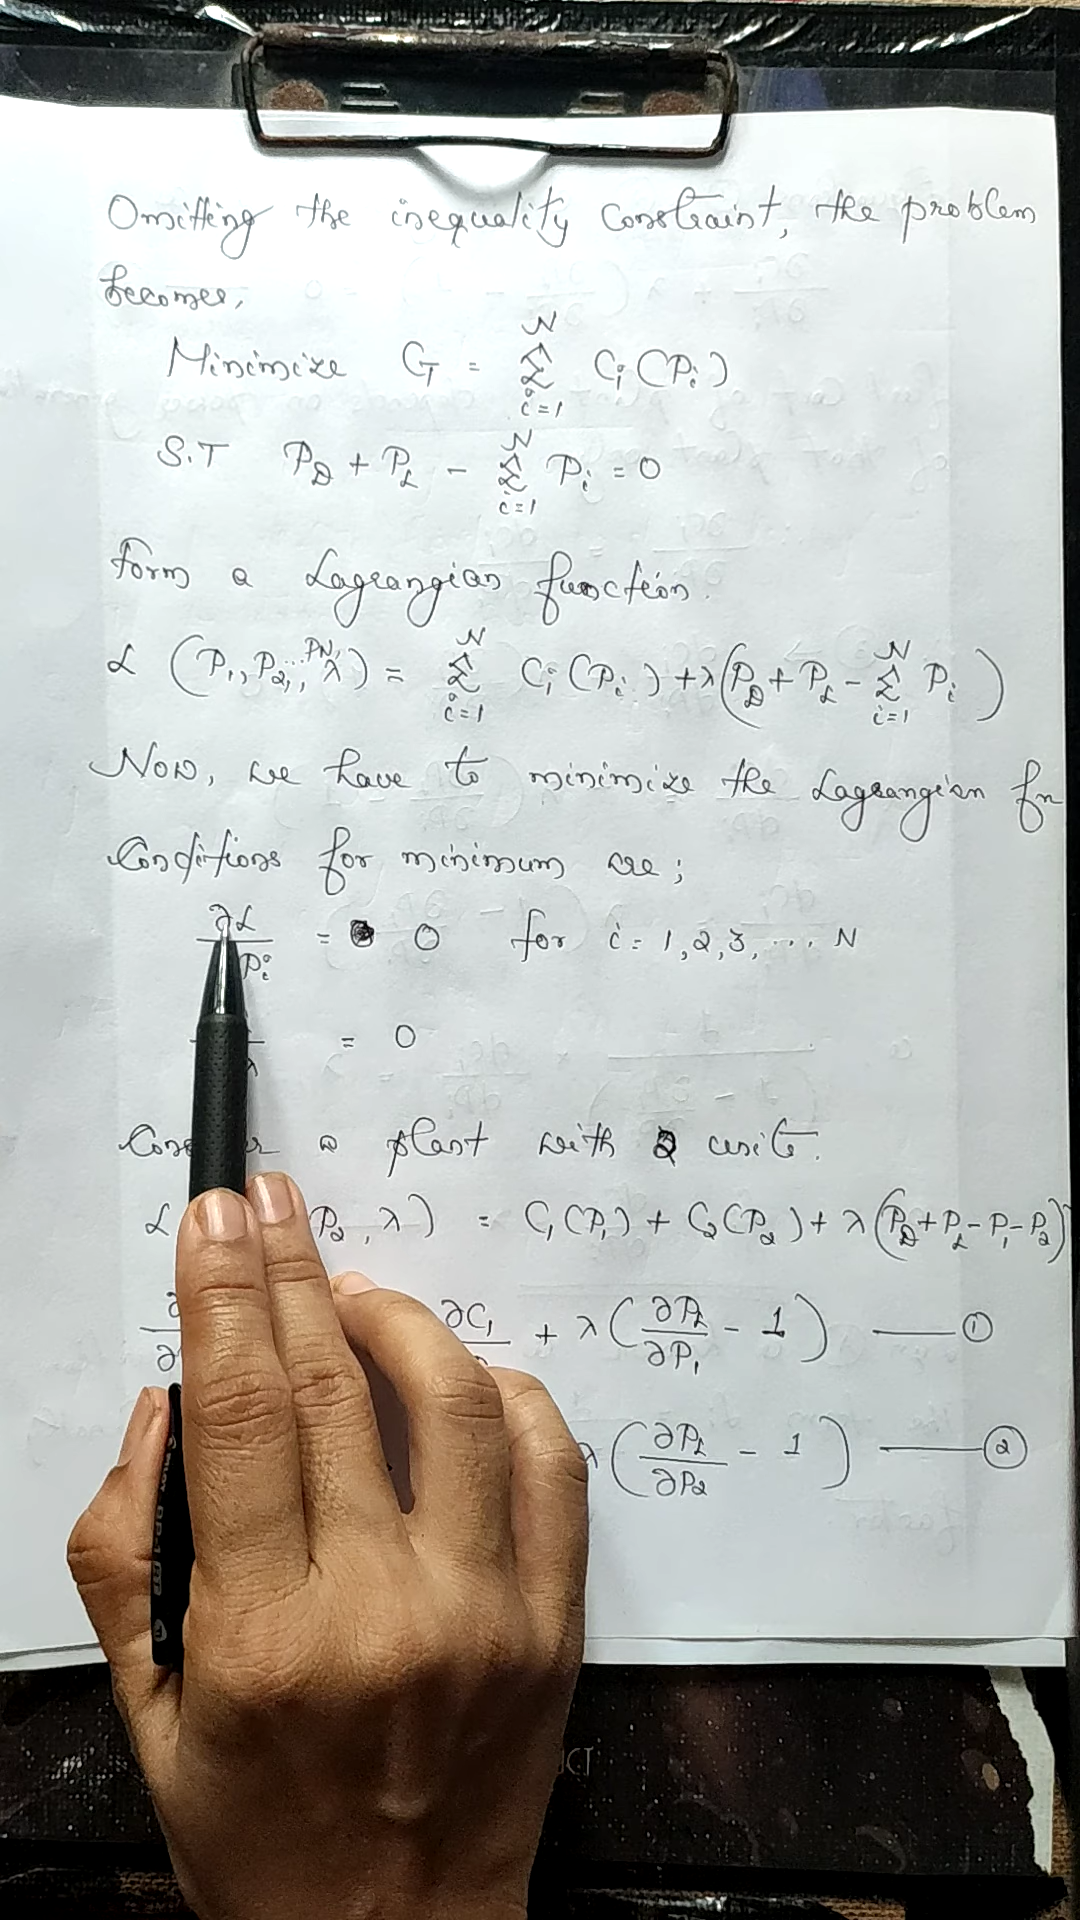 Omitting the inequality constraint, the problem
becomes,
Minimize C_T = Σ_{i=1}^{N} C_i (P_i)
S.T P_D + P_L - Σ_{i=1}^{N} P_i = 0
Form a Lagrangian function.
L (P_1, P_2, ... P_N, λ) = Σ_{i=1}^{N} C_i (P_i) + λ(P_D + P_L - Σ_{i=1}^{N} P_i)
Now, we have to minimize the Lagrangian fn
Conditions for minimum are;
∂L / P_i = 0 for i = 1, 2, 3, ... N
λ = 0
a plant with 2 units.
L P_2, λ) = C_1(P_1) + C_2(P_2) + λ(P_D + P_L - P_1 - P_2)
∂ / ∂ ∂C_1 + λ(∂P_L / ∂P_1 - 1) —— ①
λ(∂P_L / ∂P_2 - 1) —— ②